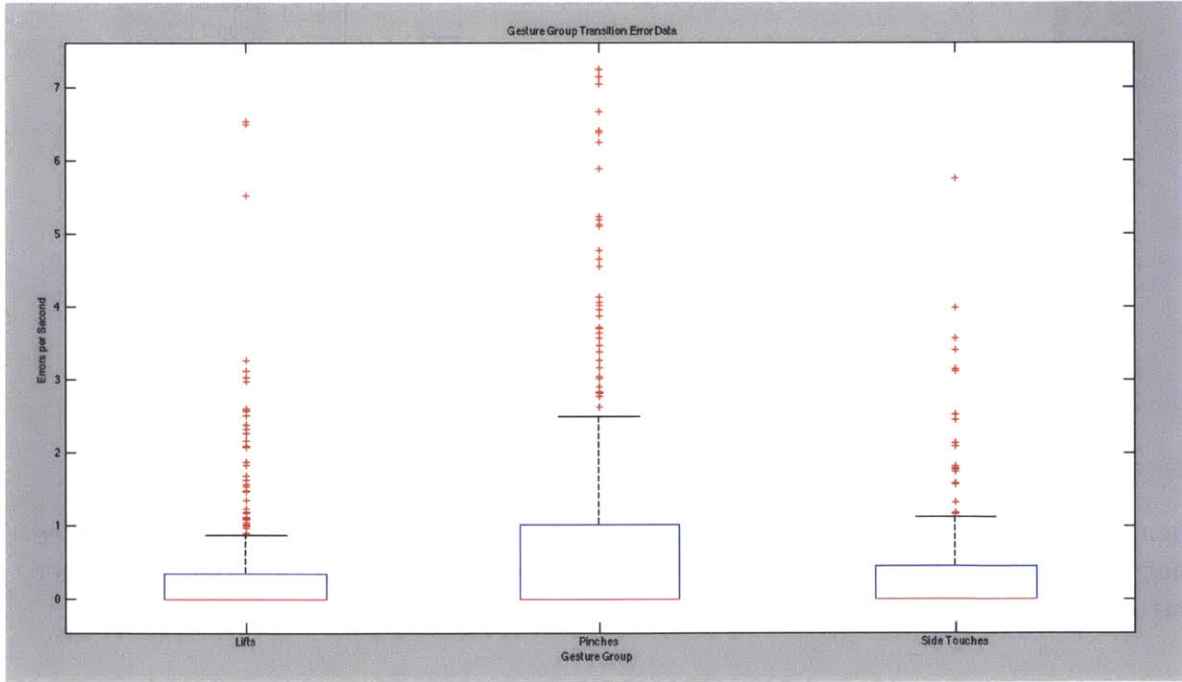 Gesture Group Transition Error Data
7
6
5
4
3
2
1
0
Errors per Second
Lifts
Pinches
Side Touches
Gesture Group